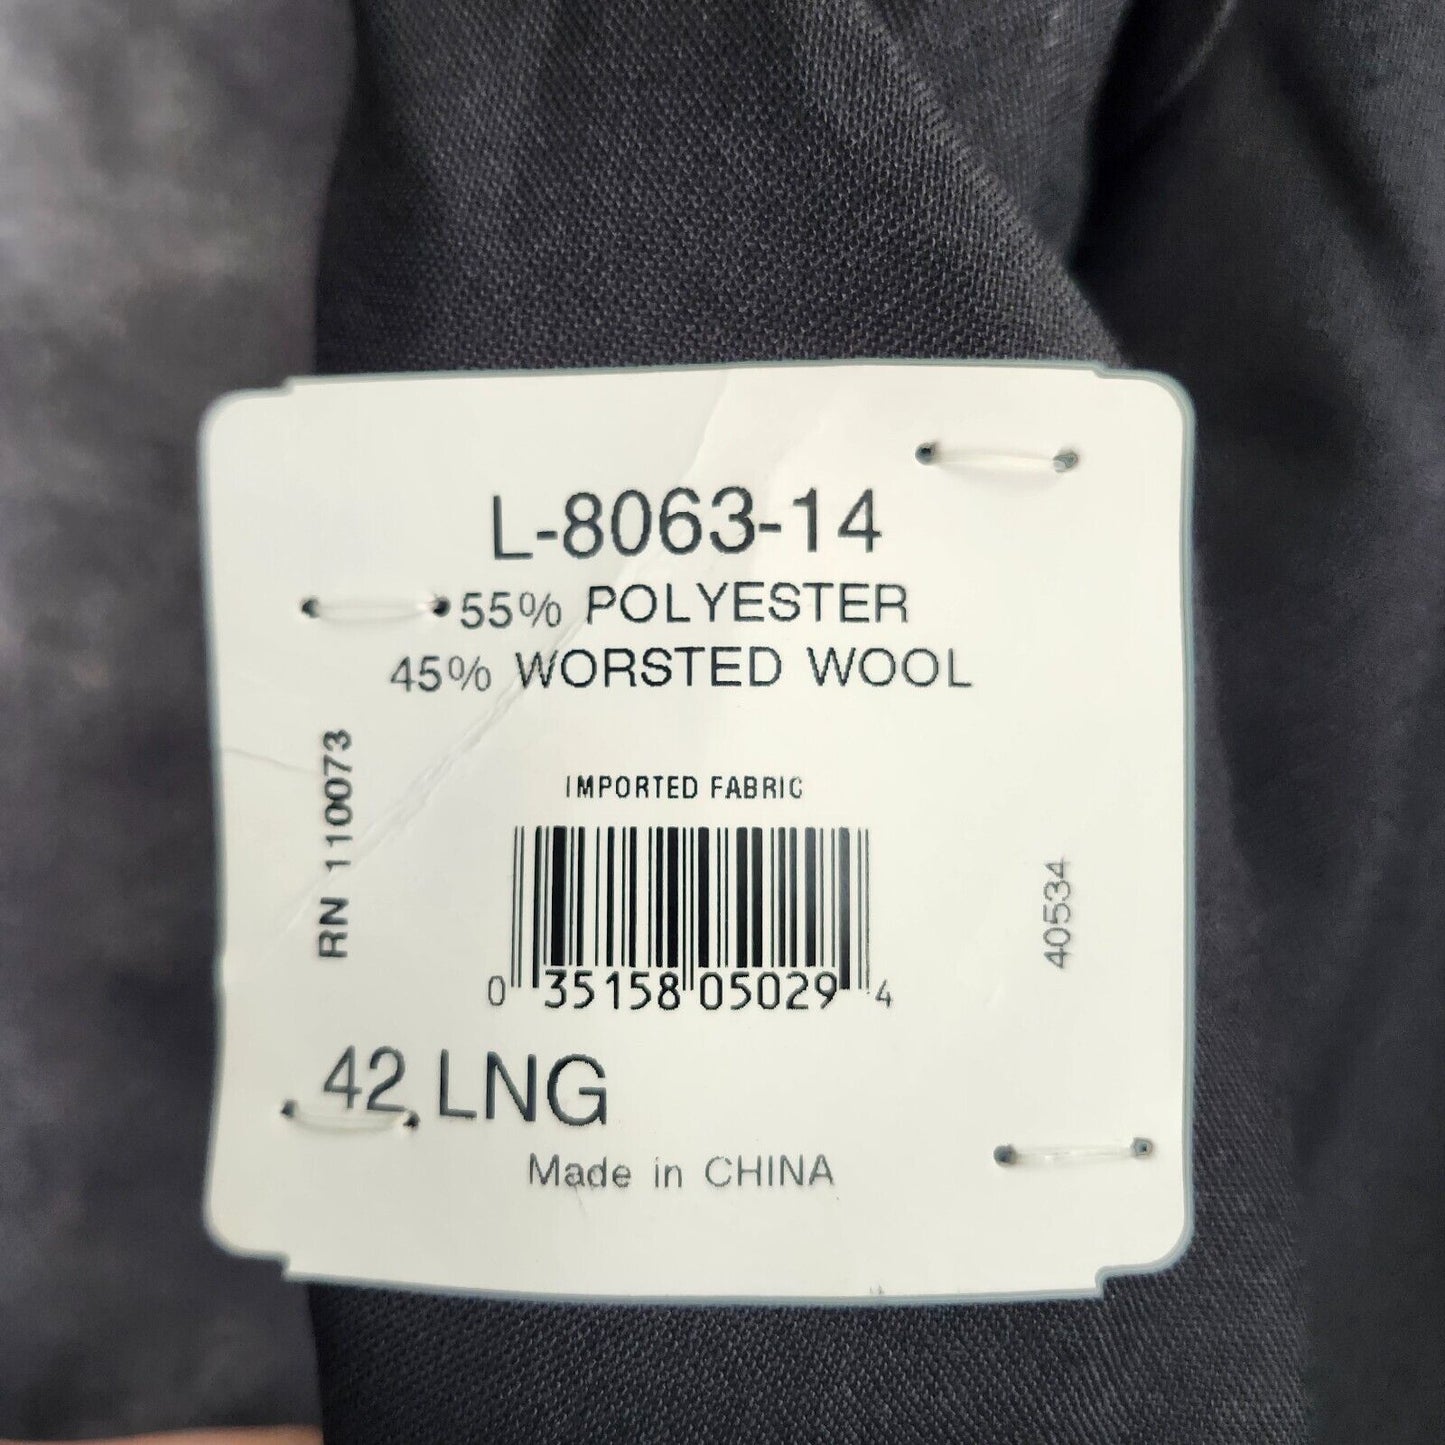 L-8063-14
55% POLYESTER
45% WORSTED WOOL
RN 110073
IMPORTED FABRIC
40534
0 35158 05029 4
42 LNG
Made in CHINA